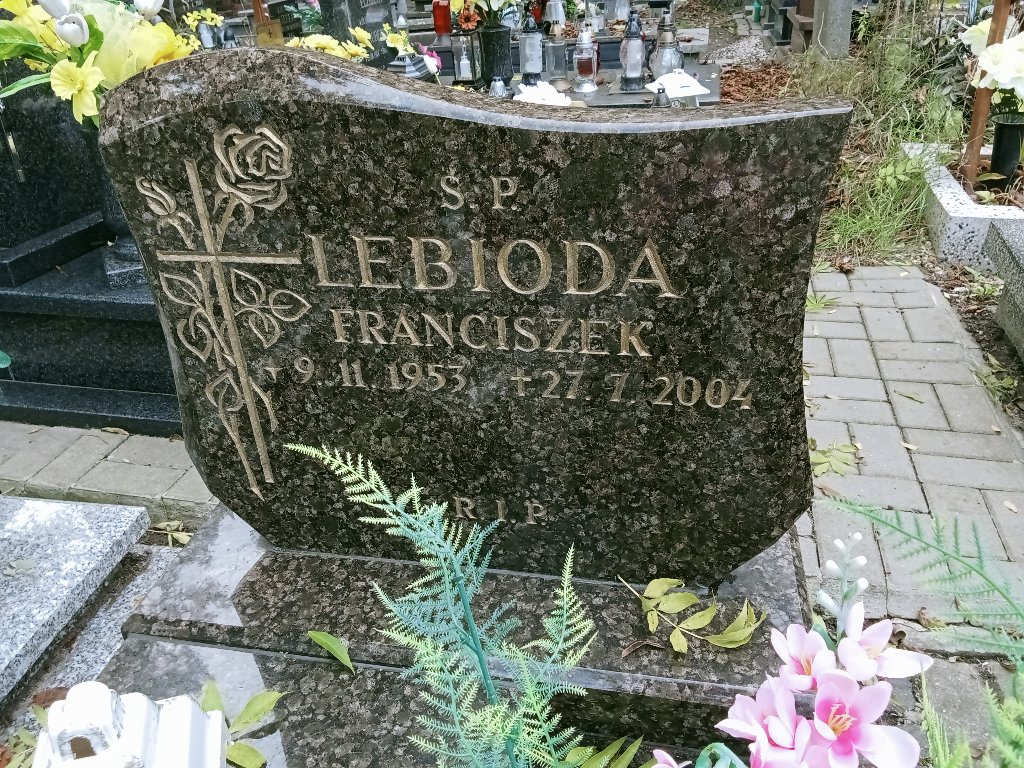 Ś. P.
LEBIODA
FRANCISZEK
* 9. 11. 1953 + 27. 7. 2004
R. I. P.